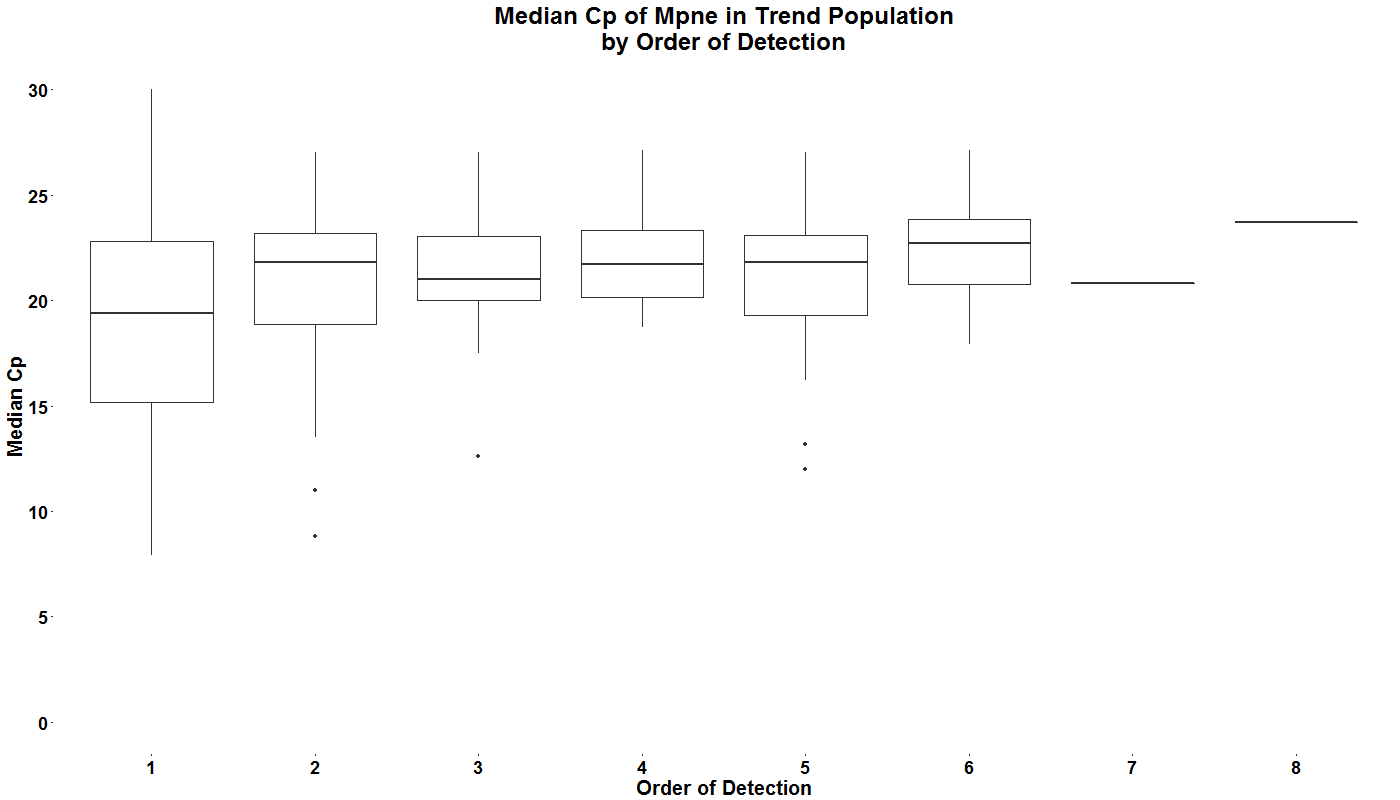 Median Cp of Mpne in Trend Population
by Order of Detection
30
25
20
15
10
5
0
Median Cp
1 2 3 4 5 6 7 8
Order of Detection